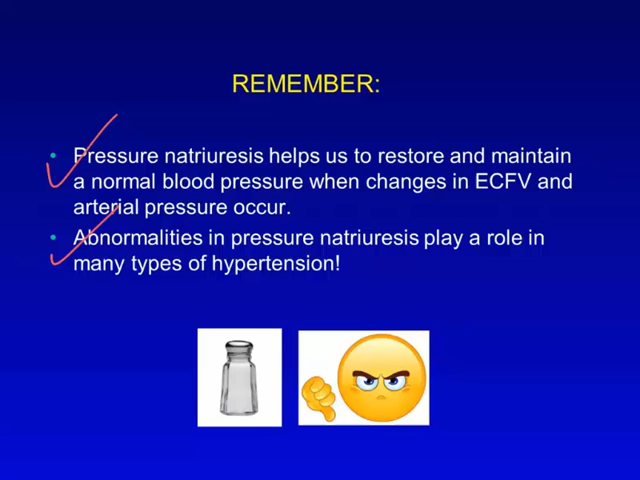 REMEMBER:
• Pressure natriuresis helps us to restore and maintain
a normal blood pressure when changes in ECFV and
arterial pressure occur.
• Abnormalities in pressure natriuresis play a role in
many types of hypertension!